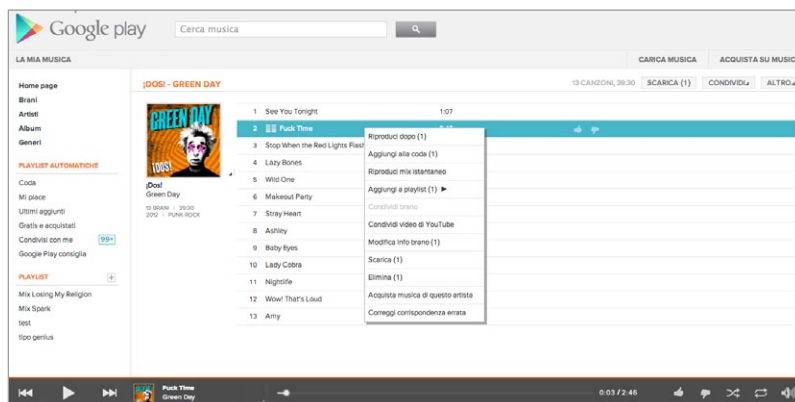 Google play
Cerca musica
LA MIA MUSICA
CARICA MUSICA
ACQUISTA SU MUSIC
Home page
Brani
Artisti
Album
Generi
PLAYLIST AUTOMATICHE
Coda
Mi piace
Ultimi aggiunti
Gratis e acquistati
Condivisi con me 99+
Google Play consiglia
PLAYLIST +
Mix Losing My Religion
Mix Spark
test
tipo genius
¡DOS! - GREEN DAY
13 CANZONI, 39:30
SCARICA (1)
CONDIVIDI
ALTRO
GREEN DAY
¡DOS!
¡Dos!
Green Day
13 BRANI | 39:30
2012 | PUNK ROCK
1 See You Tonight 1:07
2 Fuck Time
3 Stop When the Red Lights Flash
4 Lazy Bones
5 Wild One
6 Makeout Party
7 Stray Heart
8 Ashley
9 Baby Eyes
10 Lady Cobra
11 Nightlife
12 Wow! That's Loud
13 Amy
Riproduci dopo (1)
Aggiungi alla coda (1)
Riproduci mix istantaneo
Aggiungi a playlist (1)
Condividi brano
Condividi video di YouTube
Modifica info brano (1)
Scarica (1)
Elimina (1)
Acquista musica di questo artista
Correggi corrispondenza errata
Fuck Time
Green Day
0:03 / 2:46